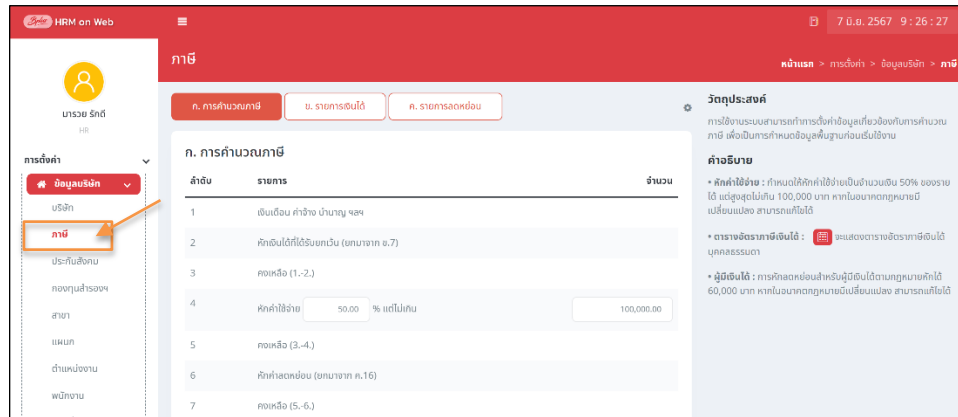 HRM on Web
7 มิ.ย. 2567 9 : 26 : 27
ภาษี
หน้าแรก > การตั้งค่า > ข้อมูลบริษัท > ภาษี
มารวย รักดี
HR
การตั้งค่า
ข้อมูลบริษัท
บริษัท
ภาษี
ประกันสังคม
กองทุนสำรองฯ
สาขา
แผนก
ตำแหน่งงาน
พนักงาน
ก. การคำนวณภาษี
ข. รายการเงินได้
ค. รายการลดหย่อน
ก. การคำนวณภาษี
ลำดับ รายการ จำนวน
1 เงินเดือน ค่าจ้าง บำนาญ ฯลฯ
2 หักเงินได้ที่ได้รับยกเว้น (ยกมาจาก ข.7)
3 คงเหลือ (1.-2.)
4 หักค่าใช้จ่าย 50.00 % แต่ไม่เกิน 100,000.00
5 คงเหลือ (3.-4.)
6 หักค่าลดหย่อน (ยกมาจาก ค.16)
7 คงเหลือ (5.-6.)
วัตถุประสงค์
การใช้งานระบบสามารถทำการตั้งค่าข้อมูลเกี่ยวข้องกับการคำนวณ
ภาษี เพื่อเป็นการกำหนดข้อมูลพื้นฐานก่อนเริ่มใช้งาน
คำอธิบาย
• หักค่าใช้จ่าย : กำหนดให้หักค่าใช้จ่ายเป็นจำนวนเงิน 50% ของราย
ได้ แต่สูงสุดไม่เกิน 100,000 บาท หากในอนาคตกฎหมายมี
เปลี่ยนแปลง สามารถแก้ไขได้
• ตารางอัตราภาษีเงินได้ : จะแสดงตารางอัตราภาษีเงินได้
บุคคลธรรมดา
• ผู้มีเงินได้ : การหักลดหย่อนสำหรับผู้มีเงินได้ตามกฎหมายหักได้
60,000 บาท หากในอนาคตกฎหมายมีเปลี่ยนแปลง สามารถแก้ไขได้